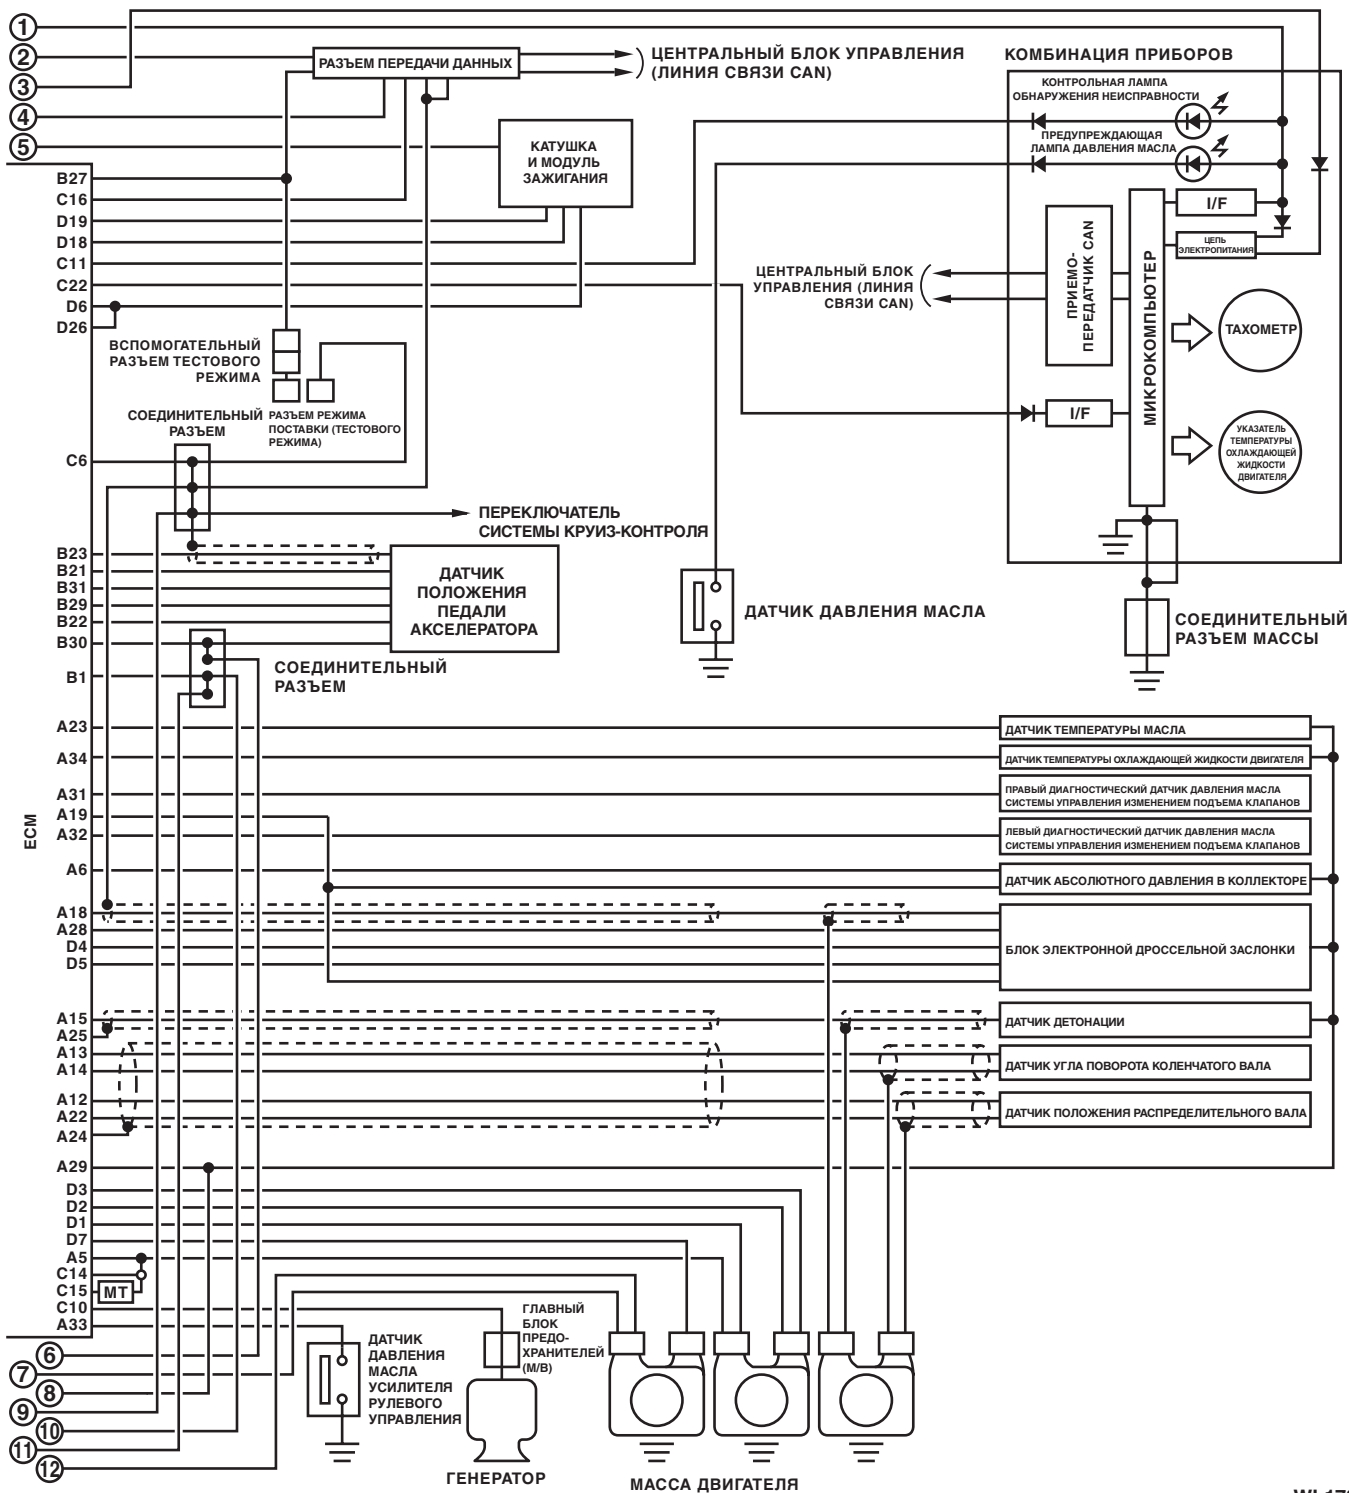 1
2
3
4
5
РАЗЪЕМ ПЕРЕДАЧИ ДАННЫХ
ЦЕНТРАЛЬНЫЙ БЛОК УПРАВЛЕНИЯ
(ЛИНИЯ СВЯЗИ CAN)
КОМБИНАЦИЯ ПРИБОРОВ
КОНТРОЛЬНАЯ ЛАМПА
ОБНАРУЖЕНИЯ НЕИСПРАВНОСТИ
ПРЕДУПРЕЖДАЮЩАЯ
ЛАМПА ДАВЛЕНИЯ МАСЛА
КАТУШКА
И МОДУЛЬ
ЗАЖИГАНИЯ
B27
C16
D19
D18
C11
C22
D6
D26
I/F
ЦЕПЬ
ЭЛЕКТРОПИТАНИЯ
ПРИЕМО-
ПЕРЕДАТЧИК CAN
МИКРОКОМПЬЮТЕР
ЦЕНТРАЛЬНЫЙ БЛОК
УПРАВЛЕНИЯ (ЛИНИЯ
СВЯЗИ CAN)
ТАХОМЕТР
I/F
УКАЗАТЕЛЬ
ТЕМПЕРАТУРЫ
ОХЛАЖДАЮЩЕЙ
ЖИДКОСТИ
ДВИГАТЕЛЯ
ВСПОМОГАТЕЛЬНЫЙ
РАЗЪЕМ ТЕСТОВОГО
РЕЖИМА
СОЕДИНИТЕЛЬНЫЙ
РАЗЪЕМ
РАЗЪЕМ РЕЖИМА
ПОСТАВКИ (ТЕСТОВОГО
РЕЖИМА)
C6
ПЕРЕКЛЮЧАТЕЛЬ
СИСТЕМЫ КРУИЗ-КОНТРОЛЯ
B23
B21
B31
B29
B22
B30
B1
ДАТЧИК
ПОЛОЖЕНИЯ
ПЕДАЛИ
АКСЕЛЕРАТОРА
СОЕДИНИТЕЛЬНЫЙ
РАЗЪЕМ
ДАТЧИК ДАВЛЕНИЯ МАСЛА
СОЕДИНИТЕЛЬНЫЙ
РАЗЪЕМ МАССЫ
ECM
A23
A34
A31
A19
A32
A6
A18
A28
D4
D5
A15
A25
A13
A14
A12
A22
A24
A29
D3
D2
D1
D7
A5
C14
C15
C10
A33
MT
ДАТЧИК ТЕМПЕРАТУРЫ МАСЛА
ДАТЧИК ТЕМПЕРАТУРЫ ОХЛАЖДАЮЩЕЙ ЖИДКОСТИ ДВИГАТЕЛЯ
ПРАВЫЙ ДИАГНОСТИЧЕСКИЙ ДАТЧИК ДАВЛЕНИЯ МАСЛА
СИСТЕМЫ УПРАВЛЕНИЯ ИЗМЕНЕНИЕМ ПОДЪЕМА КЛАПАНОВ
ЛЕВЫЙ ДИАГНОСТИЧЕСКИЙ ДАТЧИК ДАВЛЕНИЯ МАСЛА
СИСТЕМЫ УПРАВЛЕНИЯ ИЗМЕНЕНИЕМ ПОДЪЕМА КЛАПАНОВ
ДАТЧИК АБСОЛЮТНОГО ДАВЛЕНИЯ В КОЛЛЕКТОРЕ
БЛОК ЭЛЕКТРОННОЙ ДРОССЕЛЬНОЙ ЗАСЛОНКИ
ДАТЧИК ДЕТОНАЦИИ
ДАТЧИК УГЛА ПОВОРОТА КОЛЕНЧАТОГО ВАЛА
ДАТЧИК ПОЛОЖЕНИЯ РАСПРЕДЕЛИТЕЛЬНОГО ВАЛА
6
7
8
9
10
11
12
ДАТЧИК
ДАВЛЕНИЯ
МАСЛА
УСИЛИТЕЛЯ
РУЛЕВОГО
УПРАВЛЕНИЯ
ГЛАВНЫЙ
БЛОК
ПРЕДО-
ХРАНИТЕЛЕЙ
(M/B)
ГЕНЕРАТОР
МАССА ДВИГАТЕЛЯ